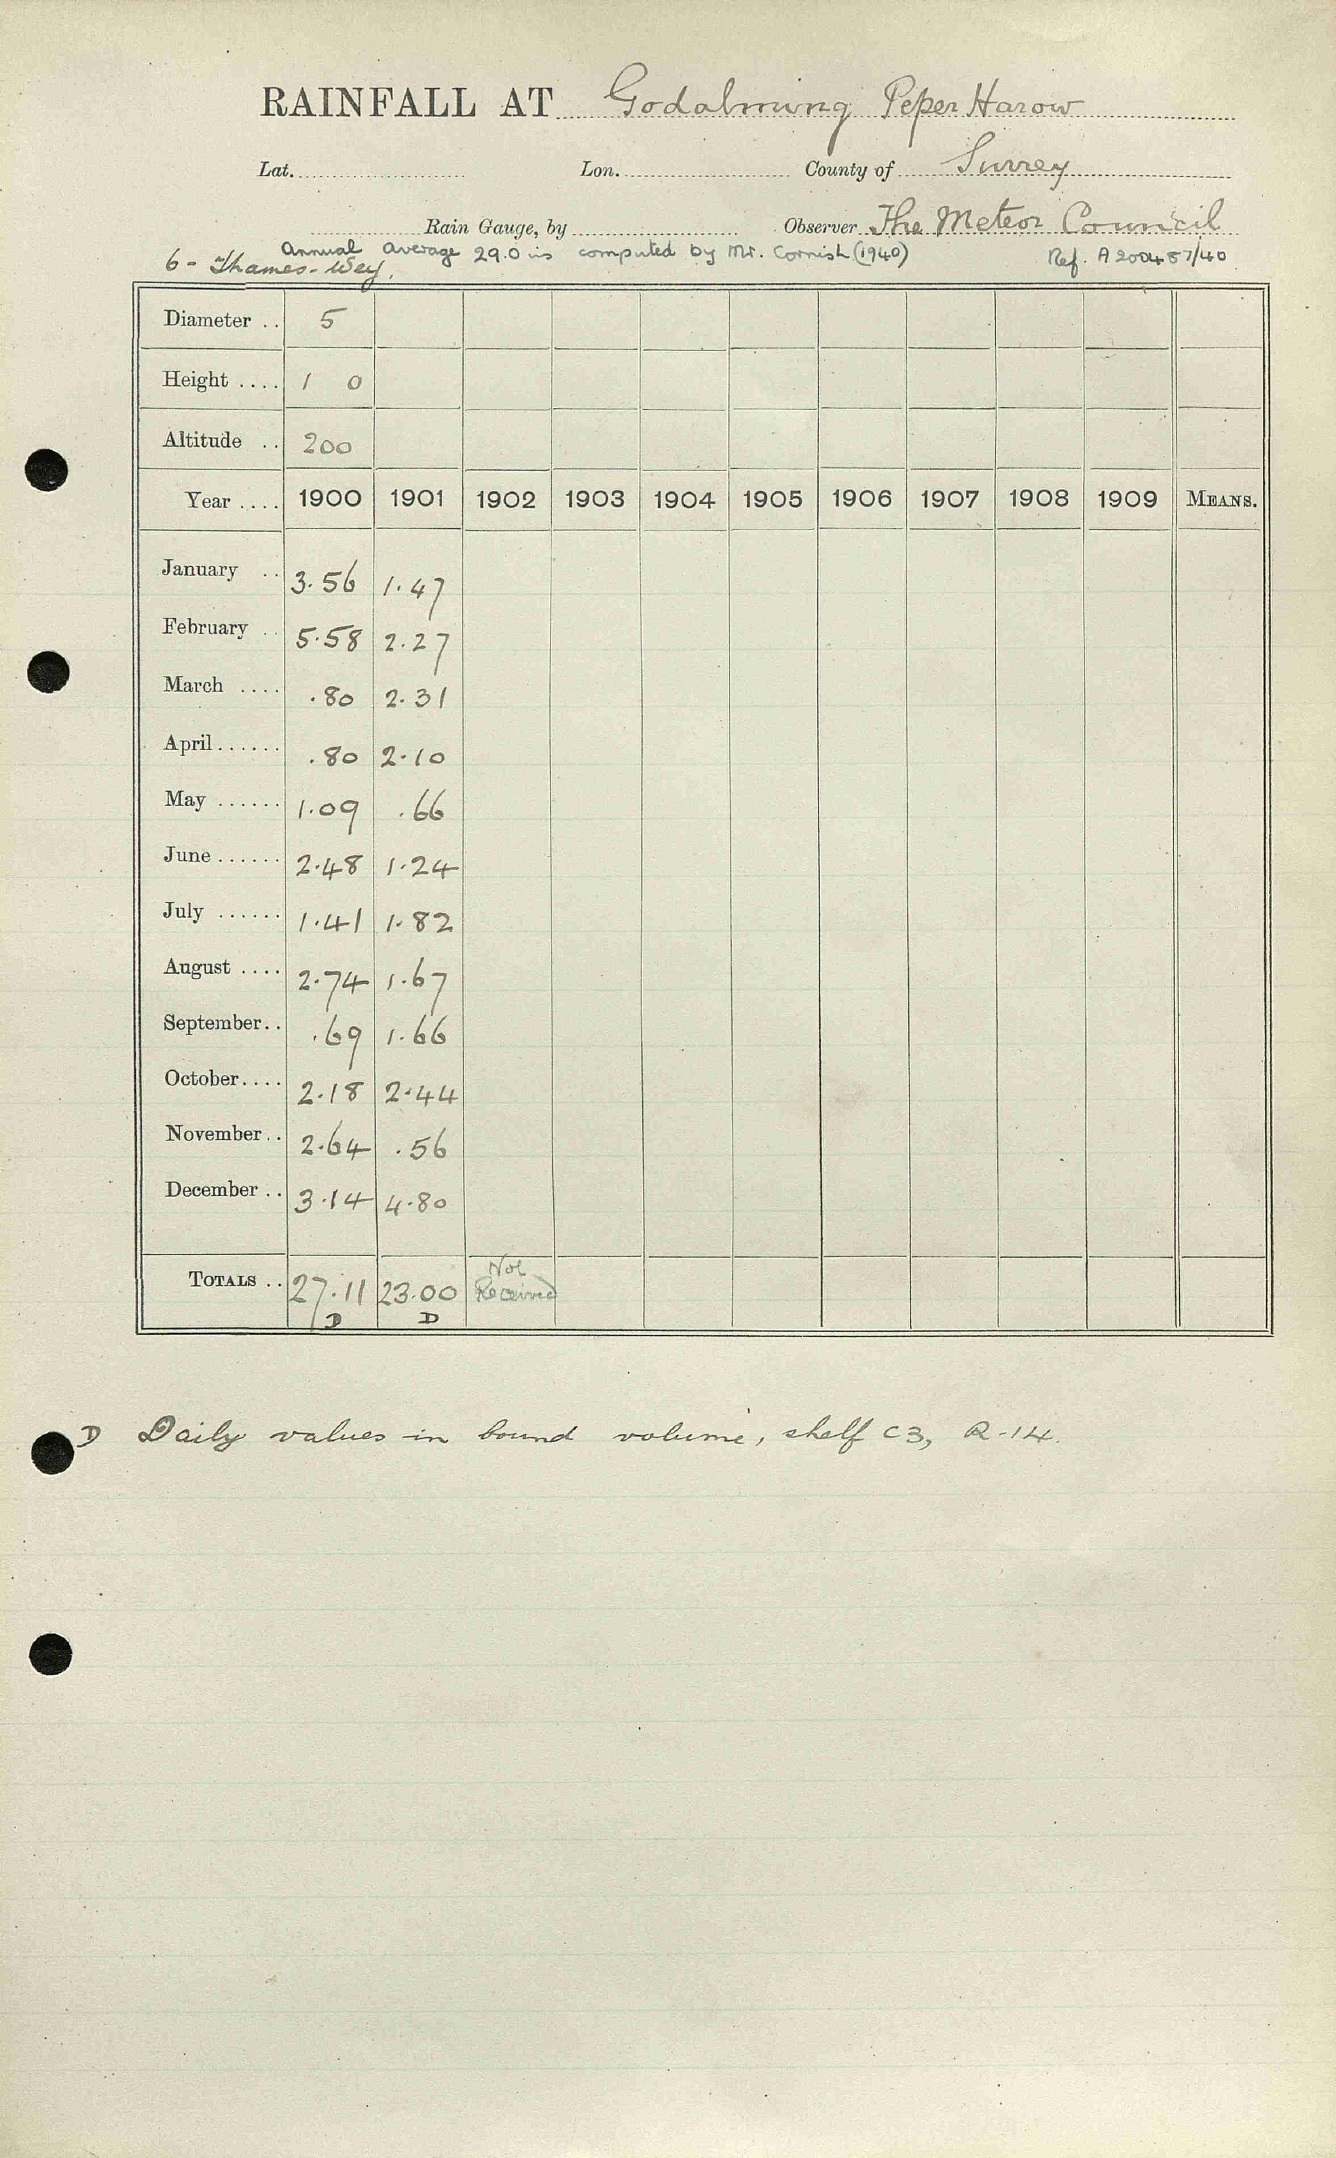 RAINFALL AT Godalming Peper Harow
Lat. Lon. County of Surrey
Rain Gauge, by Observer The Meteor Council
Annual average 29.0 ins computed by Mr. Cornish (1940) Ref. A200487/40
6 - Thames - Wey.
Diameter .. 5
Height .... 1 0
Altitude .. 200
Year .... 1900 1901 1902 1903 1904 1905 1906 1907 1908 1909 MEANS.
January .. 3.56 1.47
February .. 5.58 2.27
March .... .80 2.31
April ...... .80 2.10
May ...... 1.09 .66
June ...... 2.48 1.24
July ...... 1.41 1.82
August .... 2.74 1.67
September.. .69 1.66
October.... 2.18 2.44
November.. 2.64 .56
December .. 3.14 4.80
TOTALS .. 27.11 23.00 Not Received
D D
D Daily values in bound volume, shelf C3, R-14.